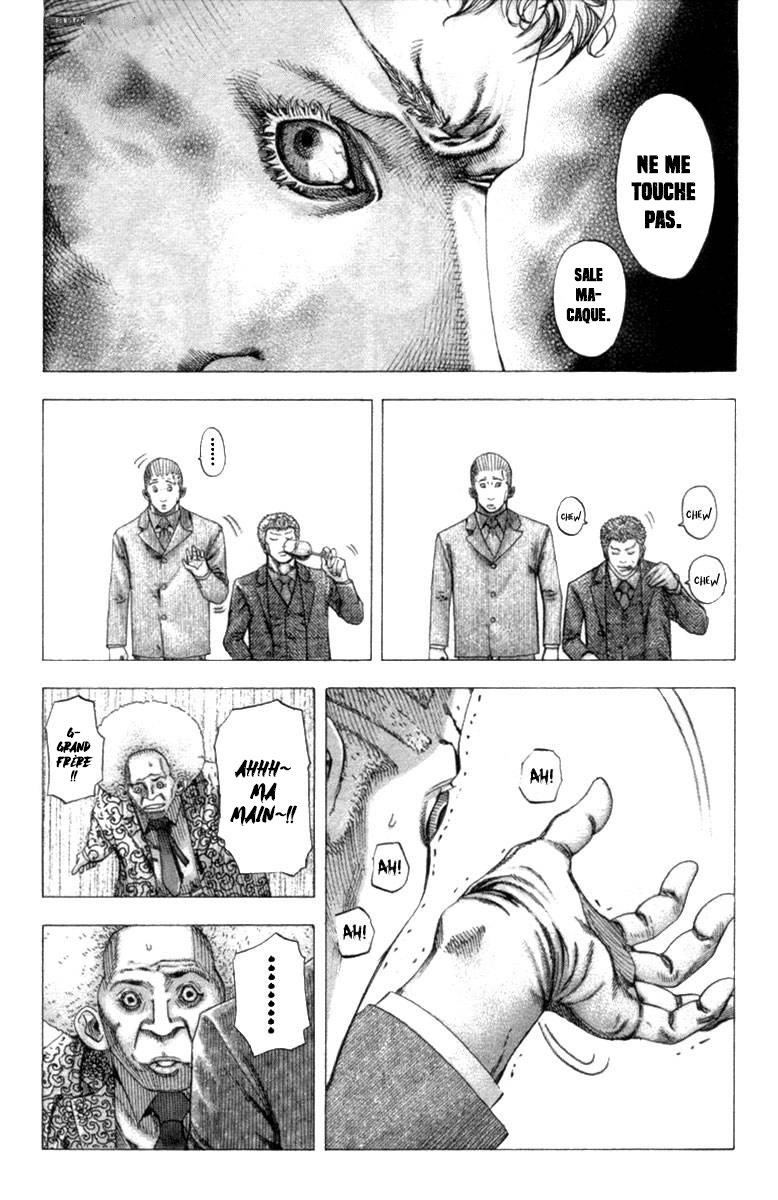 NE ME
TOUCHE
PAS.
SALE
MA-
CAQUE.
CHEW
CHEW
CHEW
AH!
AH!
AH!
AHHH~
MA
MAIN~!!
G-
GRAND
FRÈRE
!!